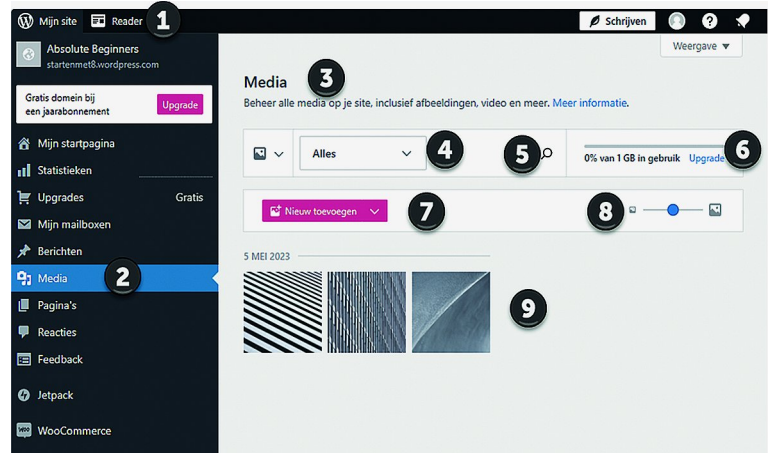 Mijn site Reader 1 Schrijven
Absolute Beginners
startenmet8.wordpress.com
Weergave ▼
Gratis domein bij
een jaarabonnement
Upgrade
Media 3
Beheer alle media op je site, inclusief afbeeldingen, video en meer. Meer informatie.
Mijn startpagina
Statistieken
Upgrades Gratis
Mijn mailboxen
Berichten
Media 2
Pagina's
Reacties
Feedback
Jetpack
WooCommerce
Alles 4 5
0% van 1 GB in gebruik Upgrade 6
Nieuw toevoegen 7 8
5 MEI 2023
9